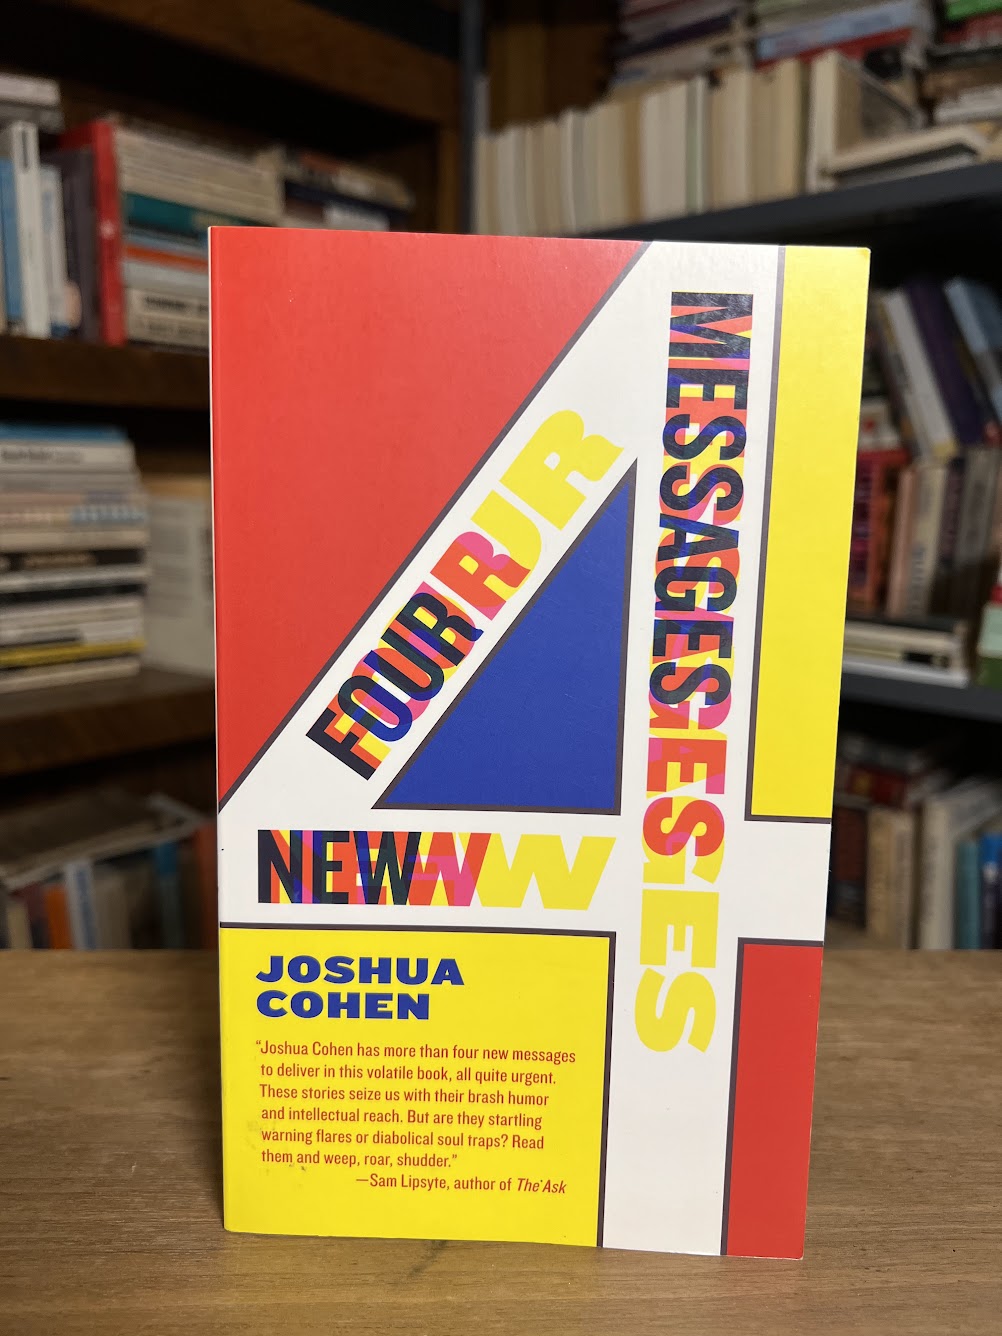 FOUR
NEW
MESSAGES
JOSHUA
COHEN
“Joshua Cohen has more than four new messages
to deliver in this volatile book, all quite urgent.
These stories seize us with their brash humor
and intellectual reach. But are they startling
warning flares or diabolical soul traps? Read
them and weep, roar, shudder.”
—Sam Lipsyte, author of The Ask